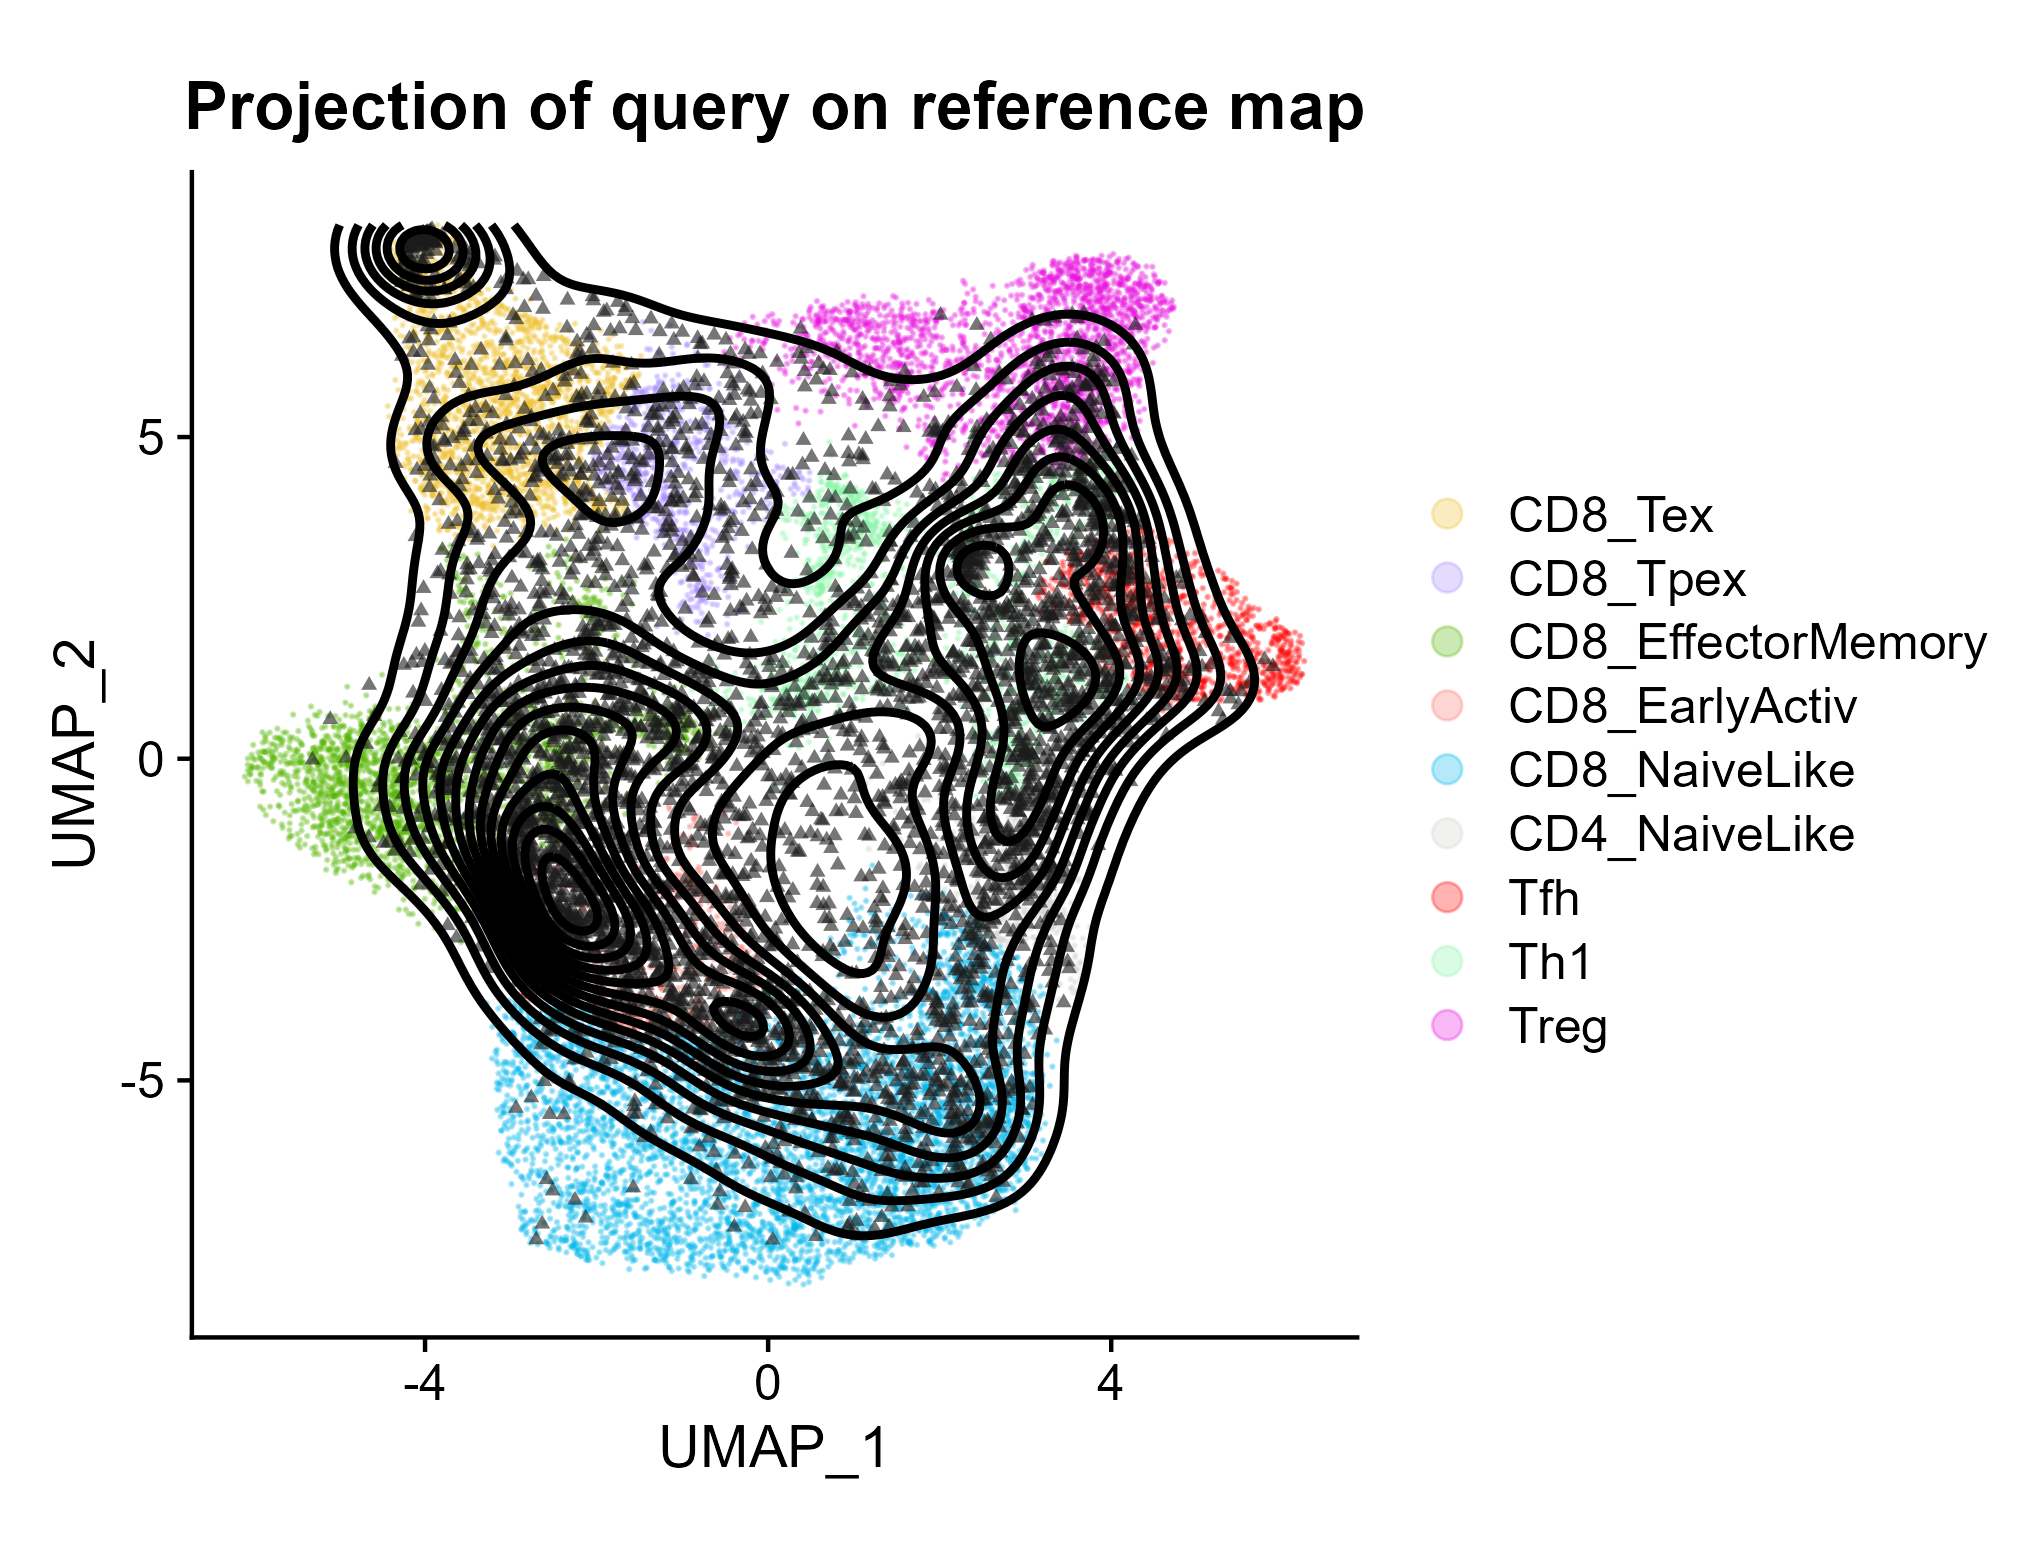 Projection of query on reference map
UMAP_2
5
0
-5
-4
0
4
UMAP_1
CD8_Tex
CD8_Tpex
CD8_EffectorMemory
CD8_EarlyActiv
CD8_NaiveLike
CD4_NaiveLike
Tfh
Th1
Treg